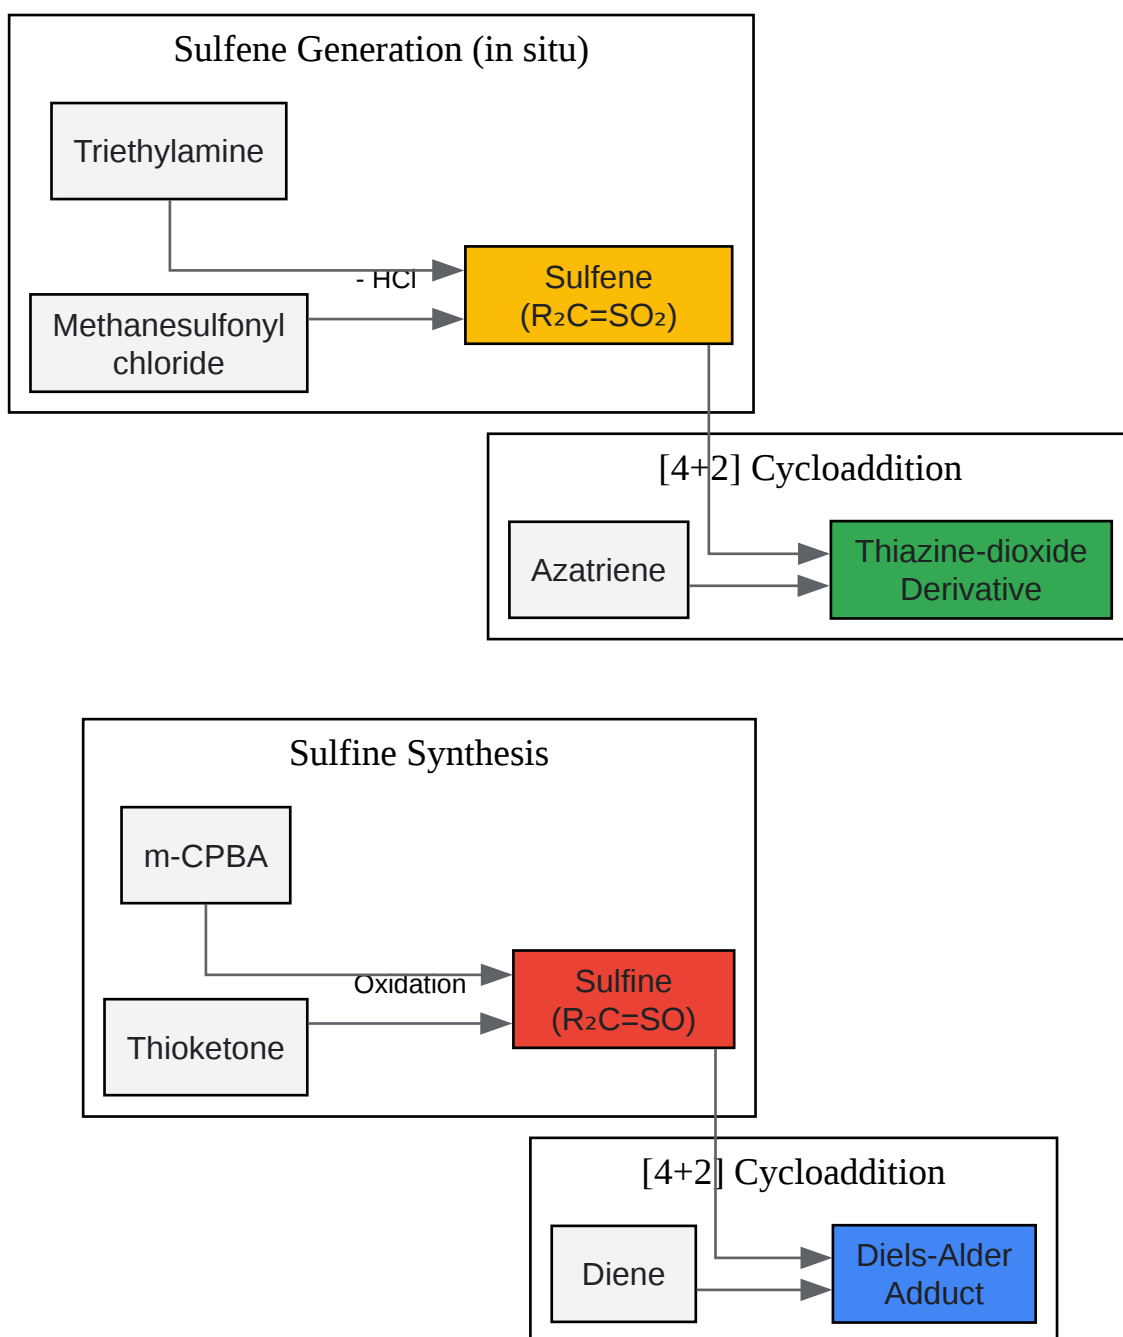 Sulfene Generation (in situ)
Triethylamine
- HCl
Methanesulfonyl
chloride
Sulfene
(R₂C=SO₂)
[4+2] Cycloaddition
Azatriene
Thiazine-dioxide
Derivative
Sulfine Synthesis
m-CPBA
Oxidation
Thioketone
Sulfine
(R₂C=SO)
[4+2] Cycloaddition
Diene
Diels-Alder
Adduct